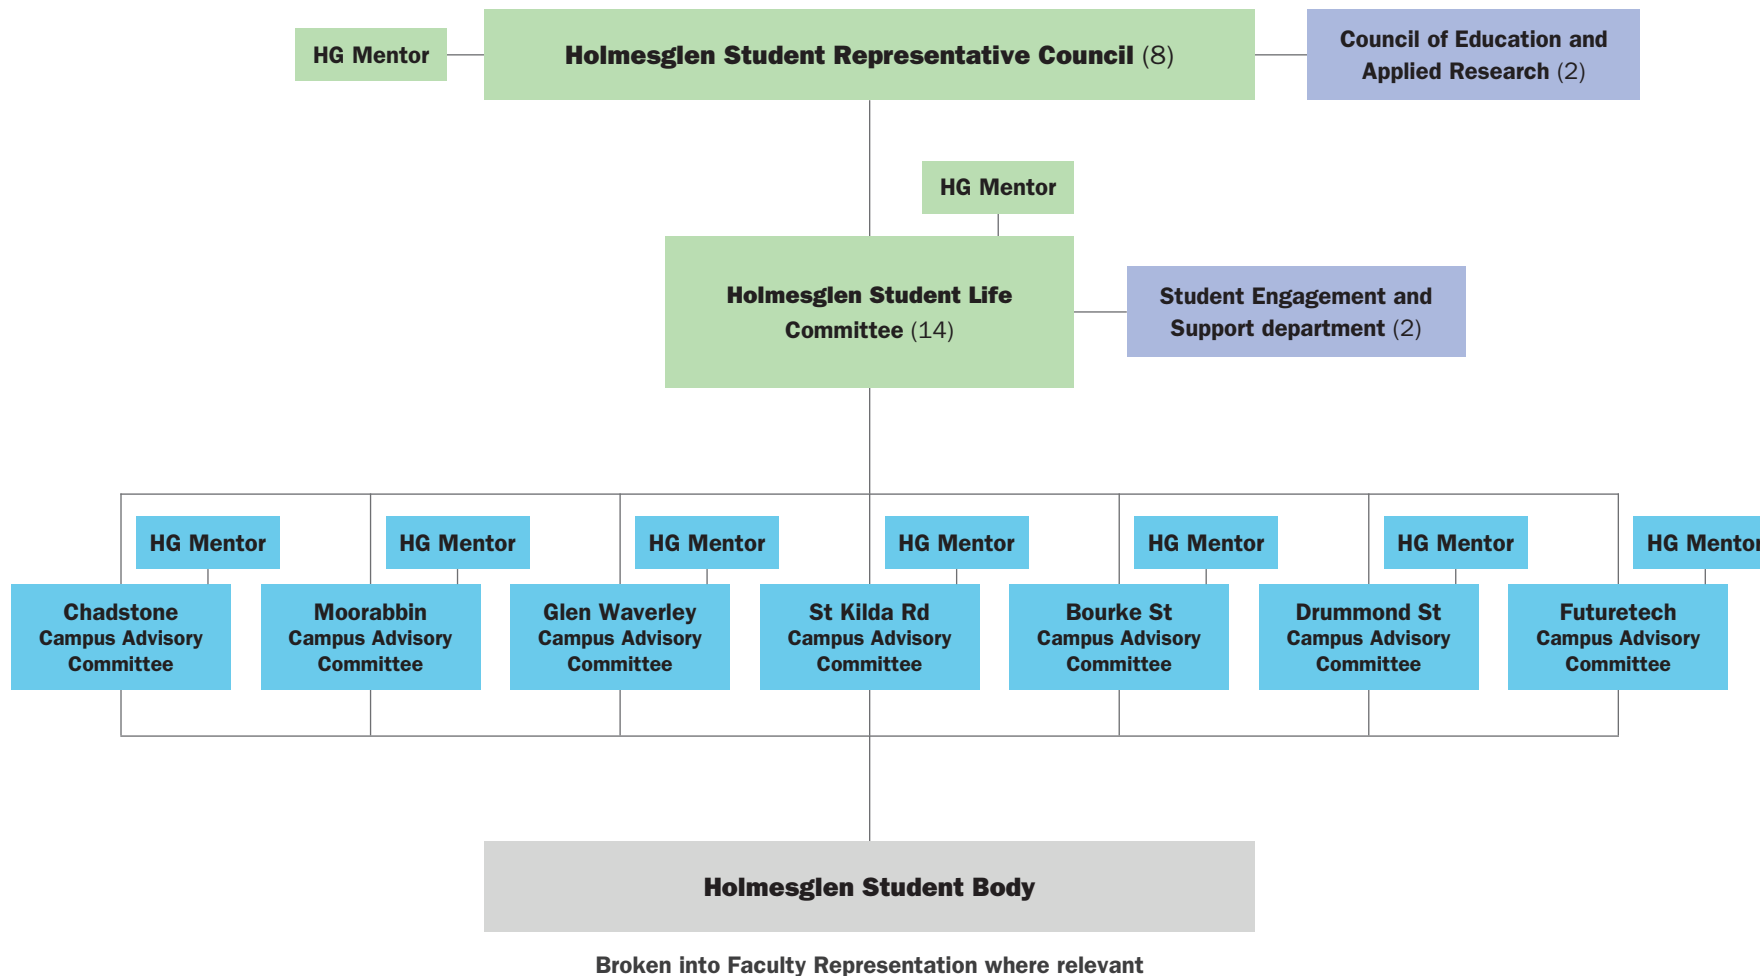 HG Mentor
Holmesglen Student Representative Council (8)
Council of Education and
Applied Research (2)
HG Mentor
Holmesglen Student Life
Committee (14)
Student Engagement and
Support department (2)
HG Mentor
HG Mentor
HG Mentor
HG Mentor
HG Mentor
HG Mentor
HG Mentor
Chadstone
Campus Advisory
Committee
Moorabbin
Campus Advisory
Committee
Glen Waverley
Campus Advisory
Committee
St Kilda Rd
Campus Advisory
Committee
Bourke St
Campus Advisory
Committee
Drummond St
Campus Advisory
Committee
Futuretech
Campus Advisory
Committee
Holmesglen Student Body
Broken into Faculty Representation where relevant